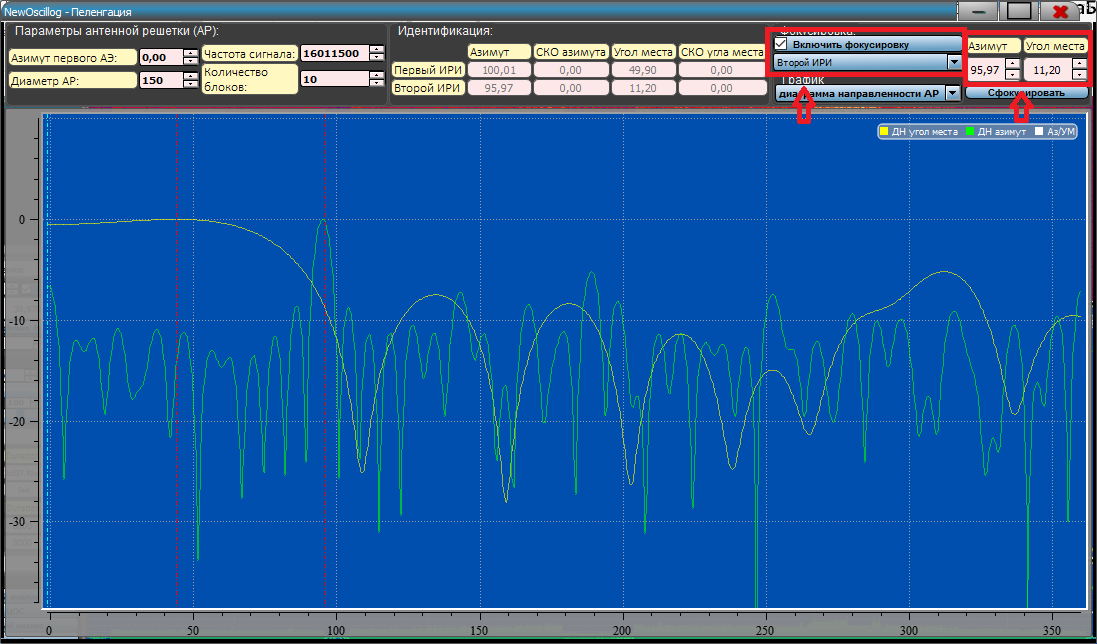 NewOscillog - Пеленгация
Параметры антенной решетки (АР):
Азимут первого АЭ: 0,00
Частота сигнала: 16011500
Диаметр АР: 150
Количество блоков: 10
Идентификация:
Азимут СКО азимута Угол места СКО угла места
Первый ИРИ 100,01 0,00 49,90 0,00
Второй ИРИ 95,97 0,00 11,20 0,00
Фокусировка:
Включить фокусировку
Второй ИРИ
График
диаграмма направленности АР
Азимут Угол места
95,97 11,20
Сфокусировать
ДН угол места ДН азимут Аз/УМ
0
-10
-20
-30
0 50 100 150 200 250 300 350